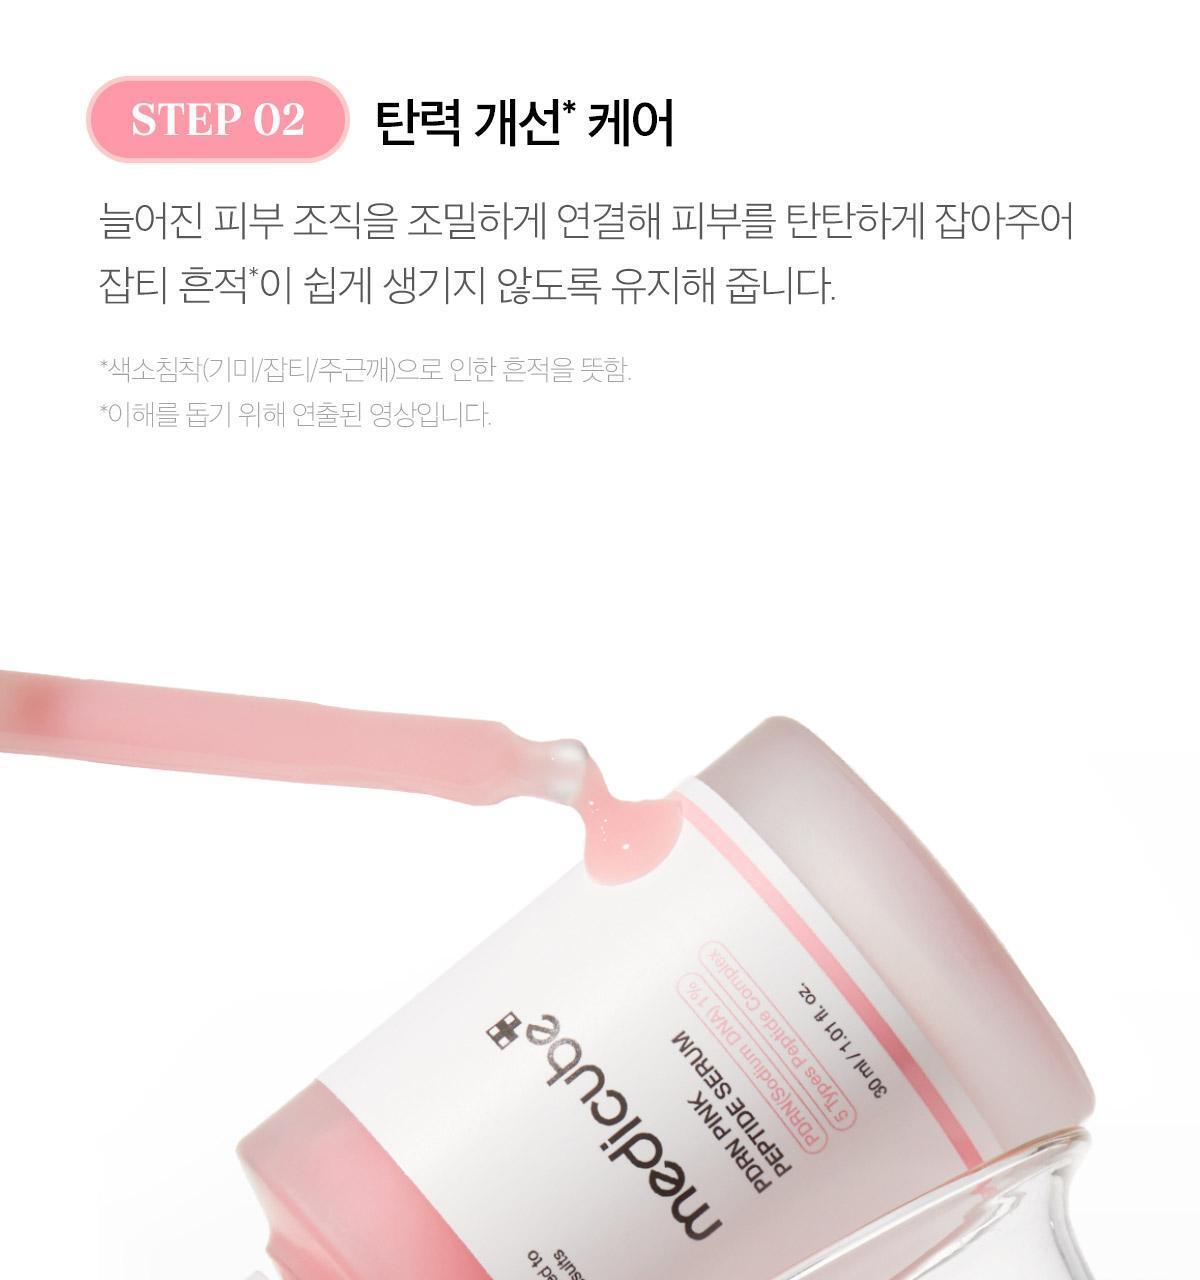 STEP 02 탄력 개선* 케어
늘어진 피부 조직을 조밀하게 연결해 피부를 탄탄하게 잡아주어
잡티 흔적*이 쉽게 생기지 않도록 유지해 줍니다.
*색소침착(기미/잡티/주근깨)으로 인한 흔적을 뜻함.
*이해를 돕기 위해 연출된 영상입니다.
medicube
PDRN PINK
PEPTIDE SERUM
PDRN(Sodium DNA) 1%
5 Types Peptide Complex
30 ml / 1.01 fl. oz.